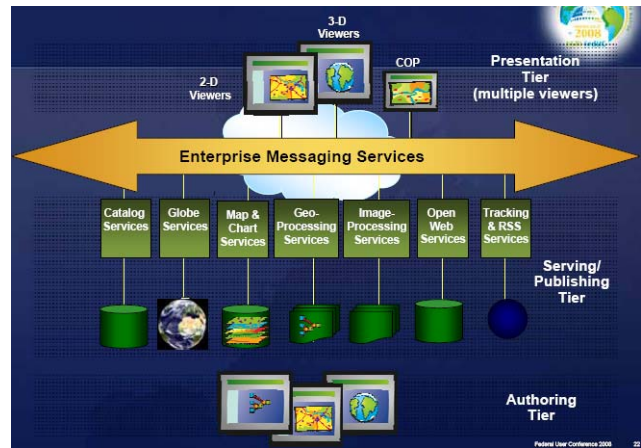 3-D
Viewers
2008
2-D
Viewers
COP
Presentation
Tier
(multiple viewers)
Enterprise Messaging Services
Catalog
Services
Globe
Services
Map &
Chart
Services
Geo-
Processing
Services
Image-
Processing
Services
Open
Web
Services
Tracking
& RSS
Services
Serving/
Publishing
Tier
Authoring
Tier
Federal User Conference 2008
22